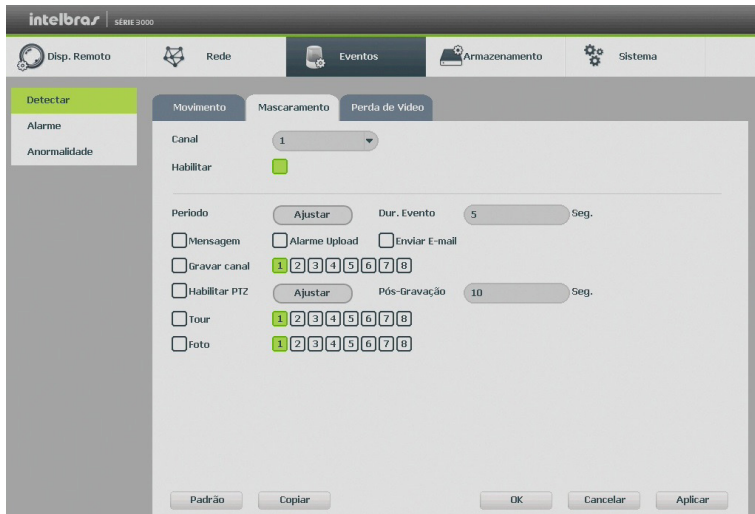 intelbras SÉRIE 3000
Disp. Remoto Rede Eventos Armazenamento Sistema
Detectar
Alarme
Anormalidade
Movimento Mascaramento Perda de Vídeo
Canal 1
Habilitar
Periodo Ajustar Dur. Evento 5 Seg.
Mensagem Alarme Upload Enviar E-mail
Gravar canal 1 2 3 4 5 6 7 8
Habilitar PTZ Ajustar Pós-Gravação 10 Seg.
Tour 1 2 3 4 5 6 7 8
Foto 1 2 3 4 5 6 7 8
Padrão Copiar OK Cancelar Aplicar